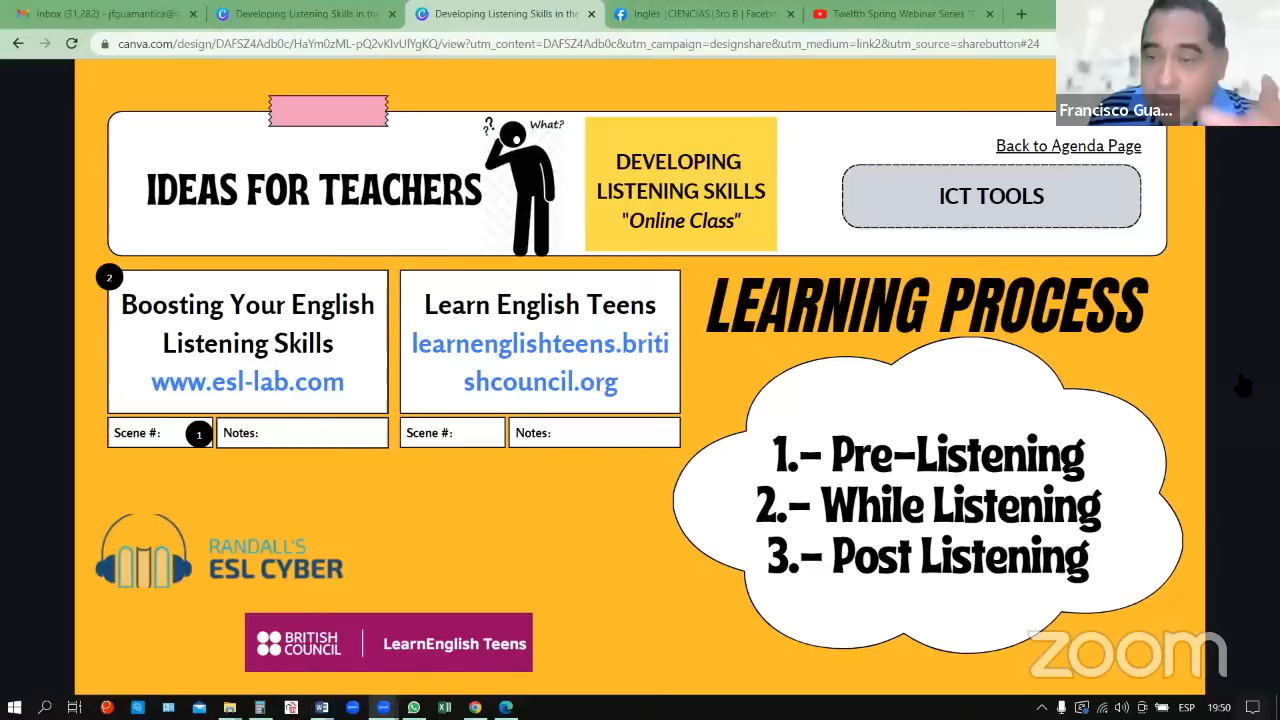 Inbox (31,282) - jfguamantica@
Developing Listening Skills in the
Developing Listening Skills in the
Inglés |CIENCIAS|3ro B | Facebo
Twelfth Spring Webinar Series "T
canva.com/design/DAFSZ4Adb0c/HaYm0zML-pQ2vKlvUlYgKQ/view?utm_content=DAFSZ4Adb0c&utm_campaign=designshare&utm_medium=link2&utm_source=sharebutton#24
Francisco Gua...
Back to Agenda Page
What?
IDEAS FOR TEACHERS
DEVELOPING
LISTENING SKILLS
"Online Class"
ICT TOOLS
2
Boosting Your English
Listening Skills
www.esl-lab.com
Learn English Teens
learnenglishteens.briti
shcouncil.org
Scene #:
1
Notes:
Scene #:
Notes:
LEARNING PROCESS
1.- Pre-Listening
2.- While Listening
3.- Post Listening
RANDALL'S
ESL CYBER
BRITISH
COUNCIL
LearnEnglish Teens
zoom
ESP
19:50